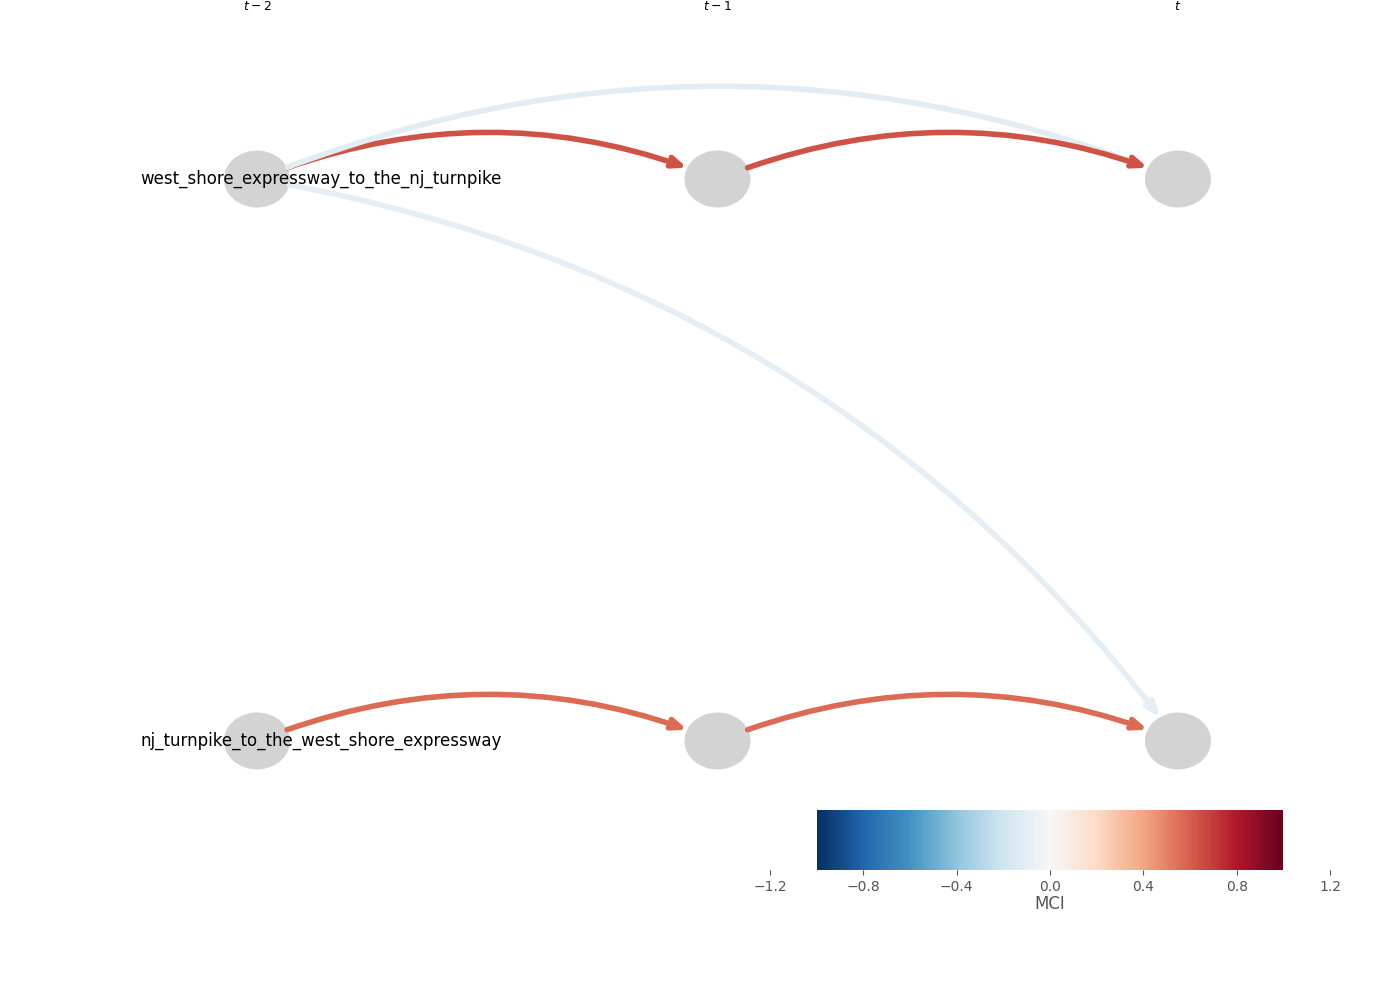 t − 2 t − 1 t
west_shore_expressway_to_the_nj_turnpike
nj_turnpike_to_the_west_shore_expressway
−1.2 −0.8 −0.4 0.0 0.4 0.8 1.2
MCI